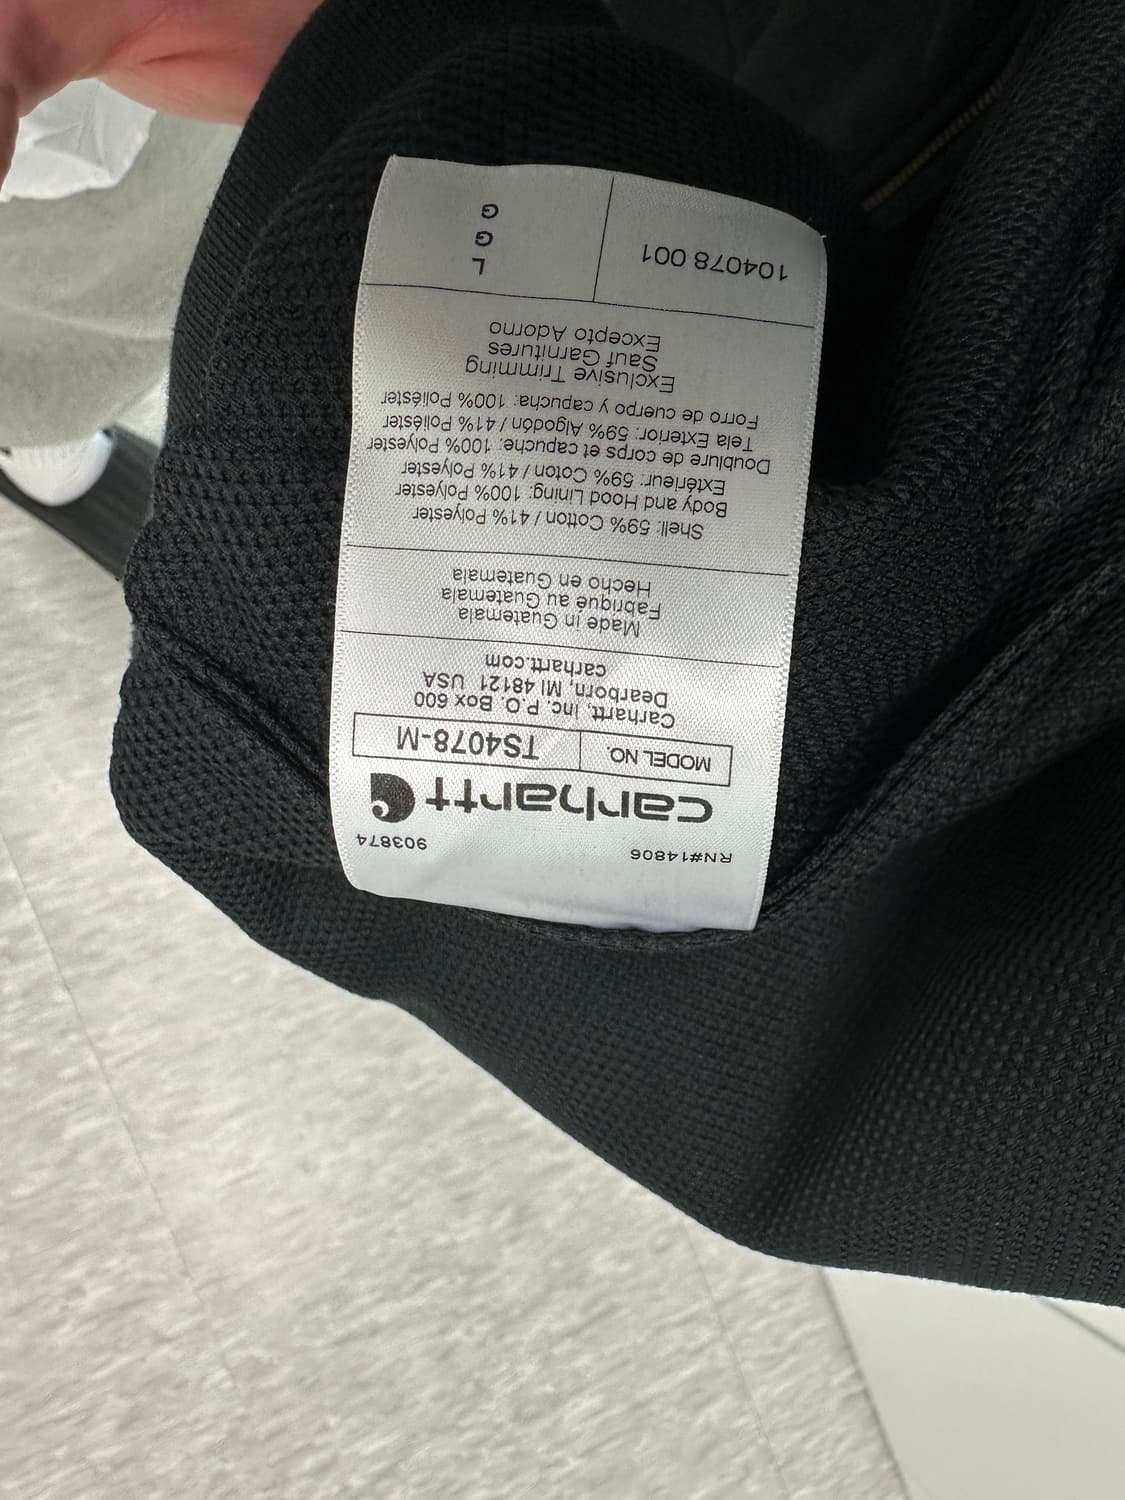 RN#14806 903874
carhartt
MODEL NO. TS4078-M
Carhartt, Inc. P.O. Box 600
Dearborn, MI 48121 USA
carhartt.com
Made in Guatemala
Fabriqué au Guatemala
Hecho en Guatemala
Shell: 59% Cotton / 41% Polyester
Body and Hood Lining: 100% Polyester
Extérieur: 59% Coton / 41% Polyester
Doublure de corps et capuche: 100% Polyester
Tela Exterior: 59% Algodón / 41% Poliéster
Forro de cuerpo y capucha: 100% Poliéster
Exclusive Trimming
Sauf Garnitures
Excepto Adorno
104078 001
L
G
G